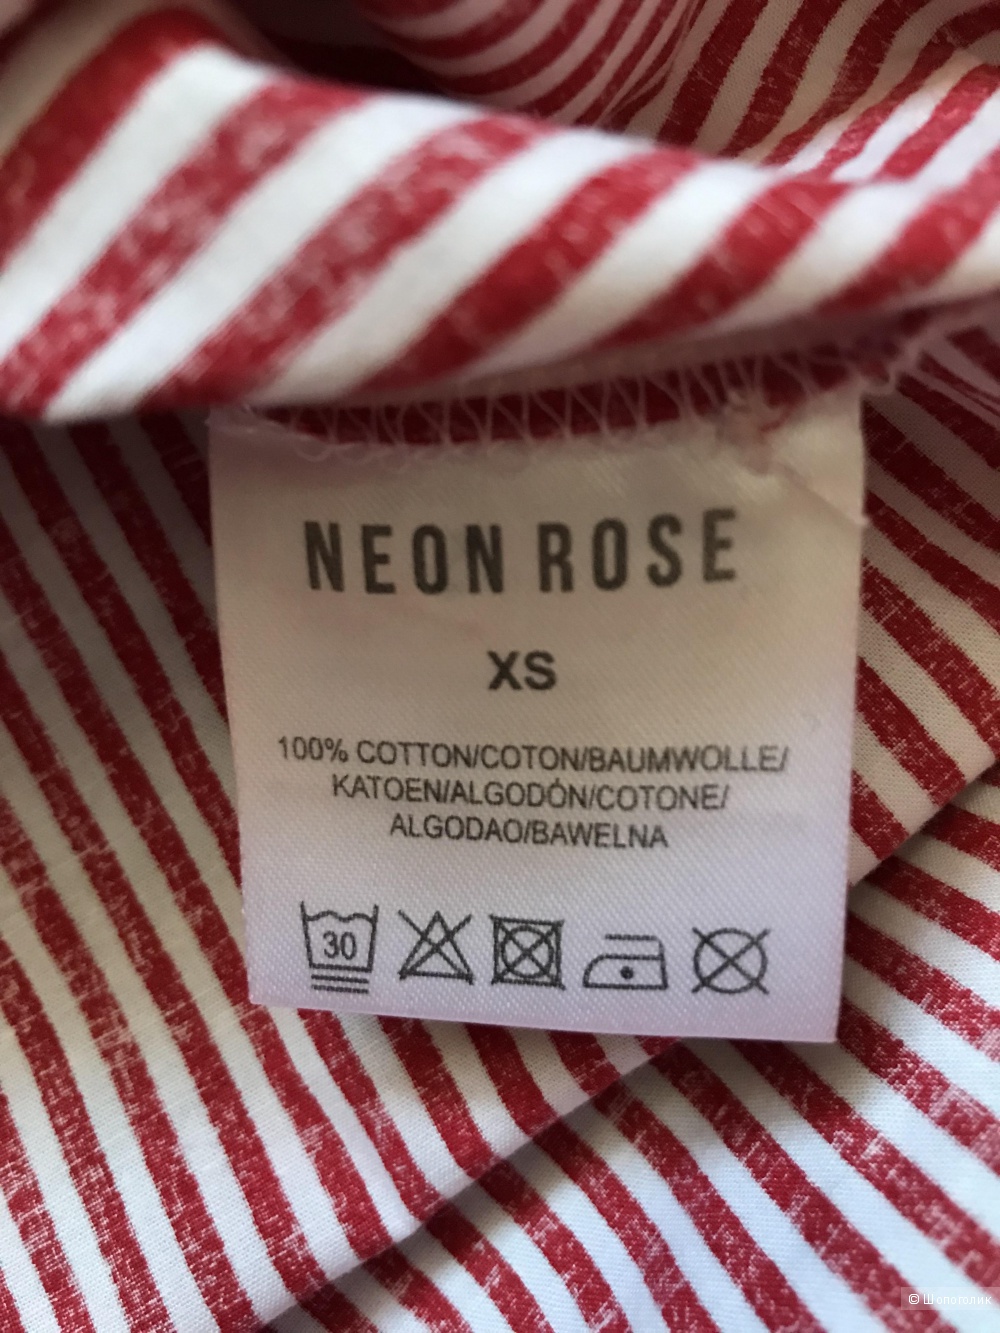 NEON ROSE
XS
100% COTTON/COTON/BAUMWOLLE/
KATOEN/ALGODÓN/COTONE/
ALGODAO/BAWELNA
30
© Шопоголик